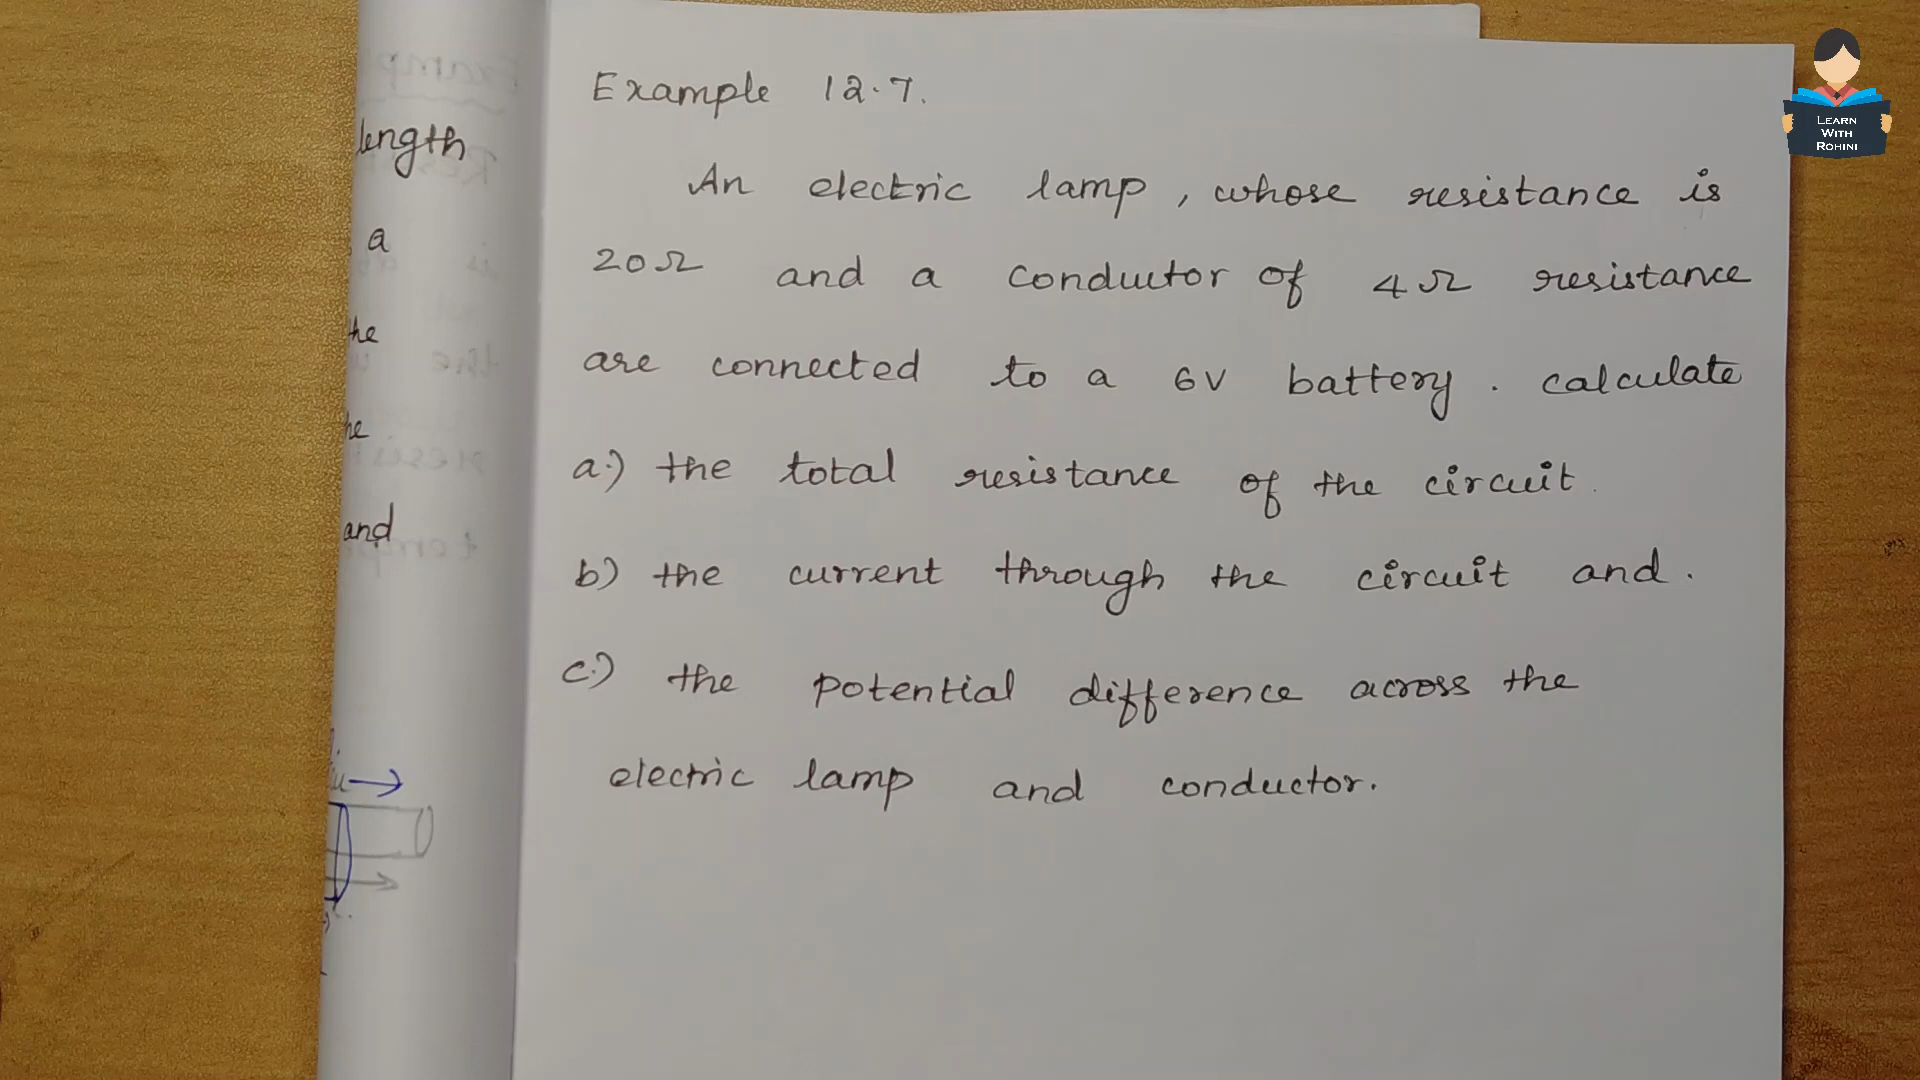 length
a
the
he
and
Example 12.7.
An electric lamp, whose resistance is
20Ω and a conductor of 4Ω resistance
are connected to a 6V battery. calculate
a.) the total resistance of the circuit.
b) the current through the circuit and.
c.) the potential difference across the
electric lamp and conductor.
LEARN
WITH
ROHINI